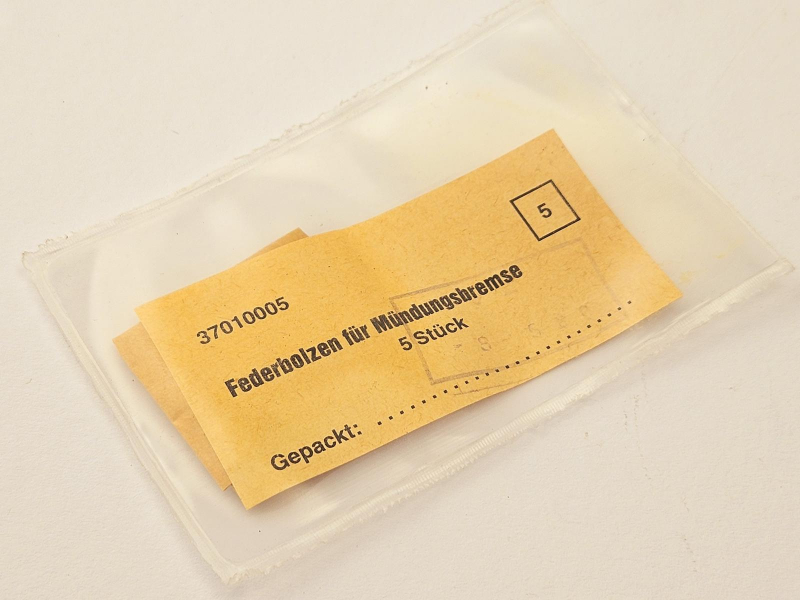 5
37010005
Federbolzen für Mündungsbremse
5 Stück
Gepackt: